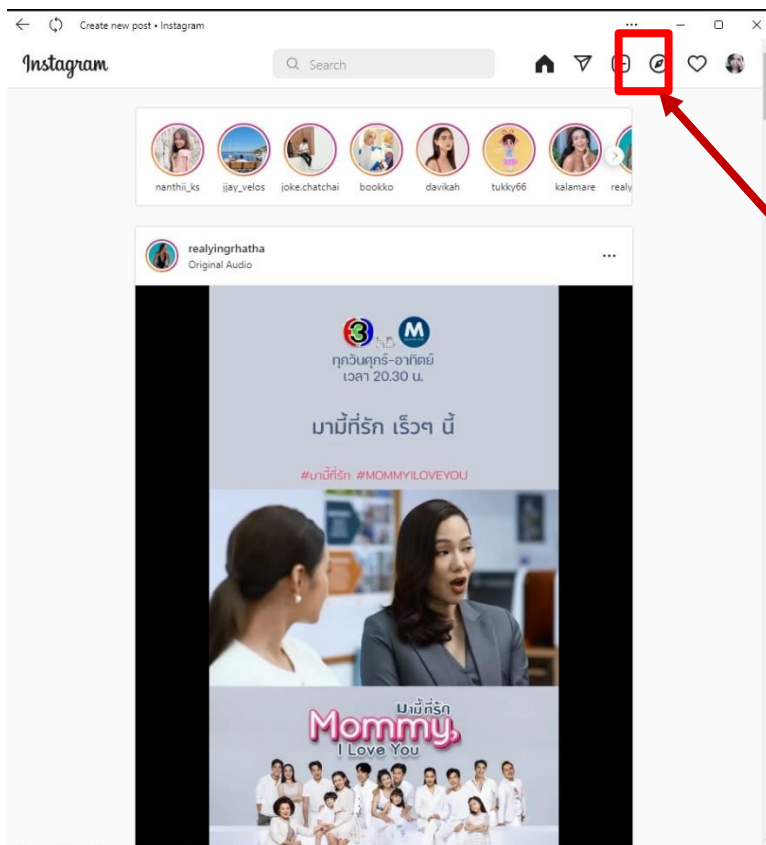 Create new post • Instagram
Instagram
Search
nanthii_ks jjay_velos joke.chatchai bookko davikah tukky66 kalamare realy
realyingrhatha
Original Audio
3 M
ทุกวันศุกร์-อาทิตย์
เวลา 20.30 น.
มามี้ที่รัก เร็วๆ นี้
#มามี้ที่รัก #MOMMYILOVEYOU
มามี้ที่รัก
Mommy,
I Love You